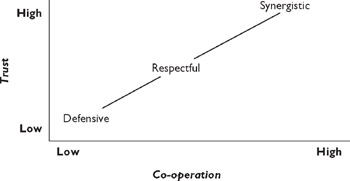 Synergistic
High
Respectful
Trust
Defensive
Low
Low High
Co-operation